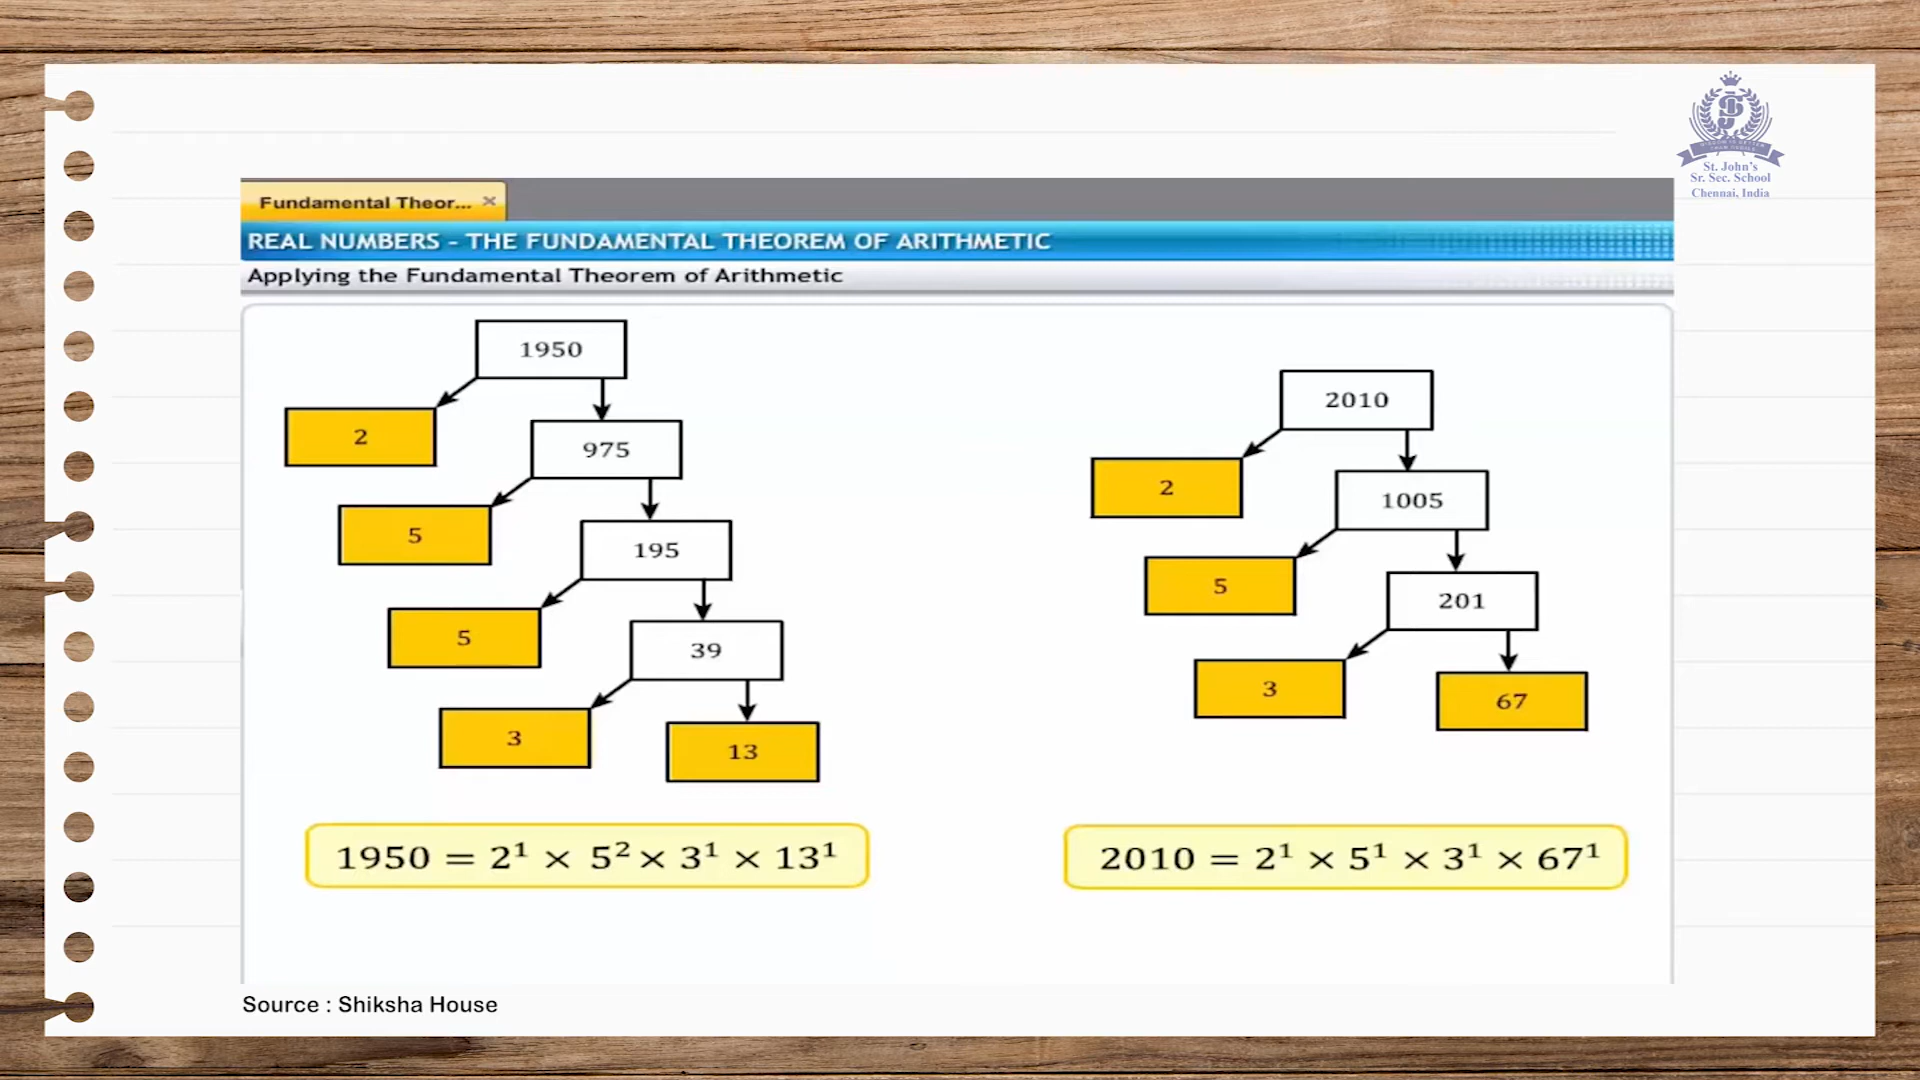 St. John's
Sr. Sec. School
Chennai, India
Fundamental Theor...
REAL NUMBERS - THE FUNDAMENTAL THEOREM OF ARITHMETIC
Applying the Fundamental Theorem of Arithmetic
1950
2
975
5
195
5
39
3
13
1950 = 2¹ × 5² × 3¹ × 13¹
2010
2
1005
5
201
3
67
2010 = 2¹ × 5¹ × 3¹ × 67¹
Source : Shiksha House